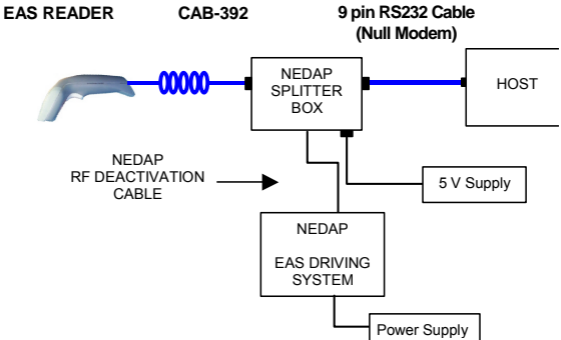 EAS READER
CAB-392
9 pin RS232 Cable
(Null Modem)
NEDAP
SPLITTER
BOX
HOST
NEDAP
RF DEACTIVATION
CABLE
5 V Supply
NEDAP
EAS DRIVING
SYSTEM
Power Supply